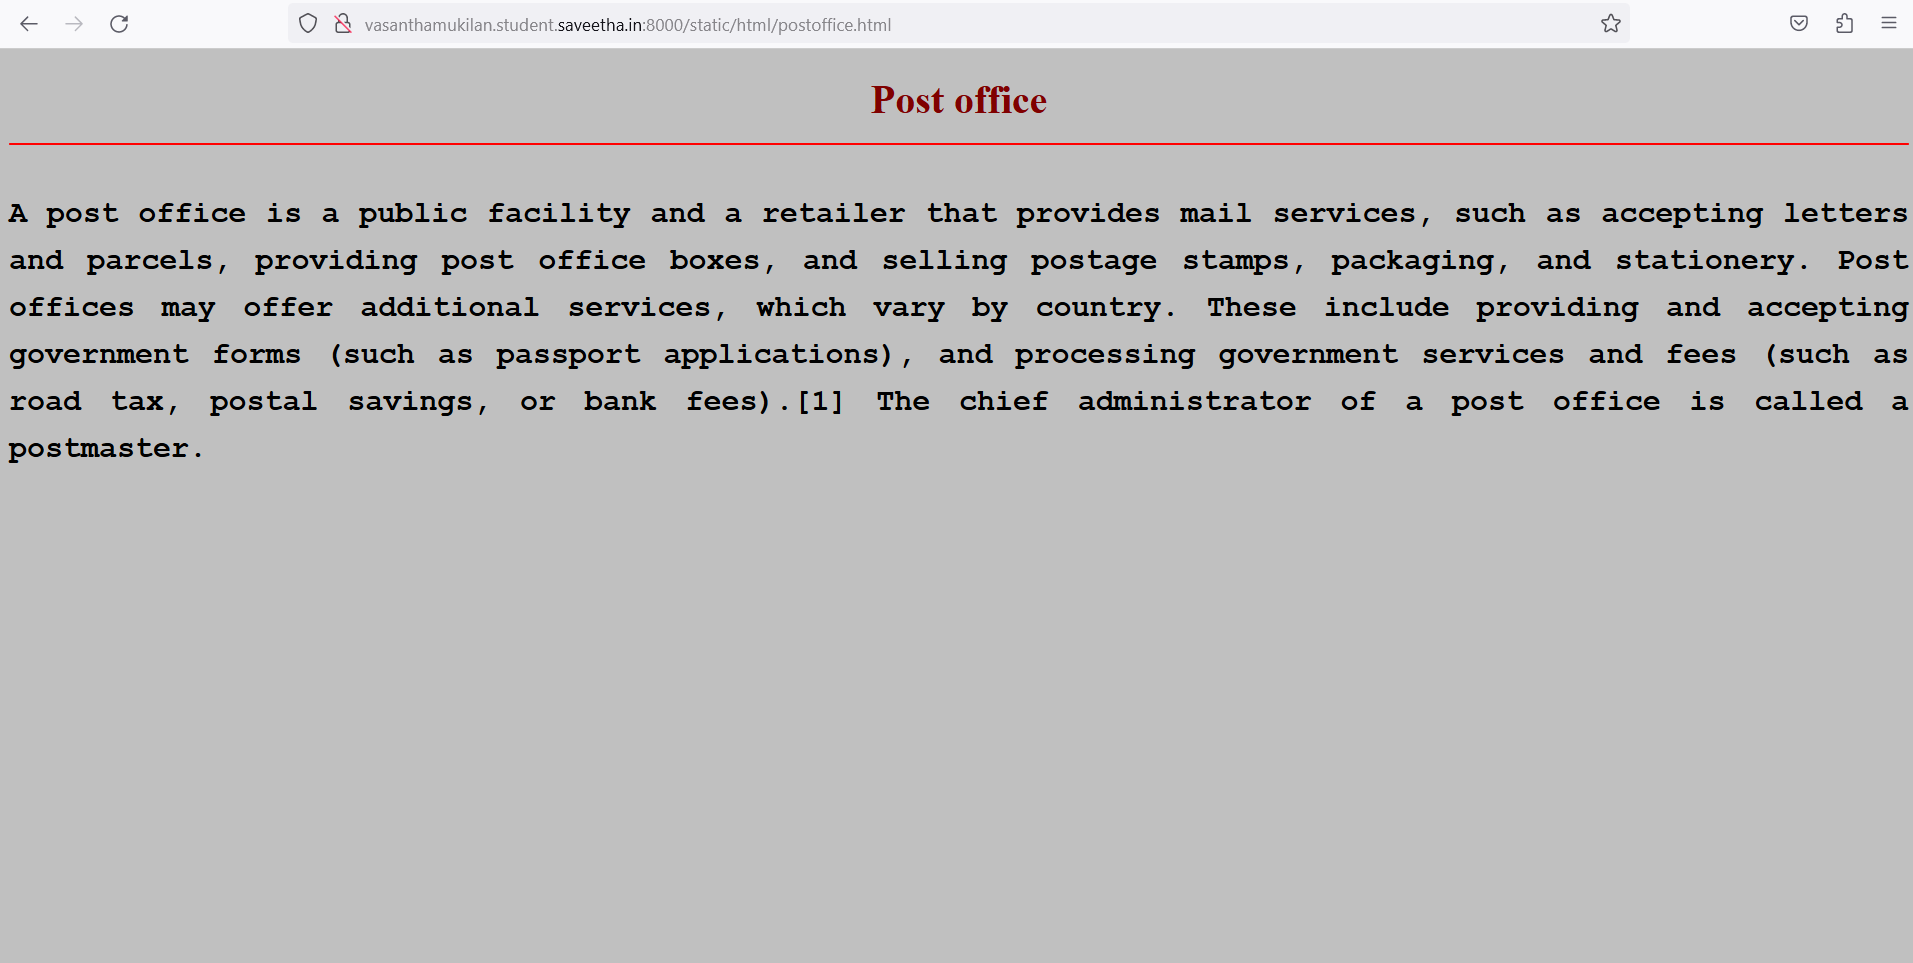 vasanthamukilan.student.saveetha.in:8000/static/html/postoffice.html
Post office
A post office is a public facility and a retailer that provides mail services, such as accepting letters
and parcels, providing post office boxes, and selling postage stamps, packaging, and stationery. Post
offices may offer additional services, which vary by country. These include providing and accepting
government forms (such as passport applications), and processing government services and fees (such as
road tax, postal savings, or bank fees).[1] The chief administrator of a post office is called a
postmaster.